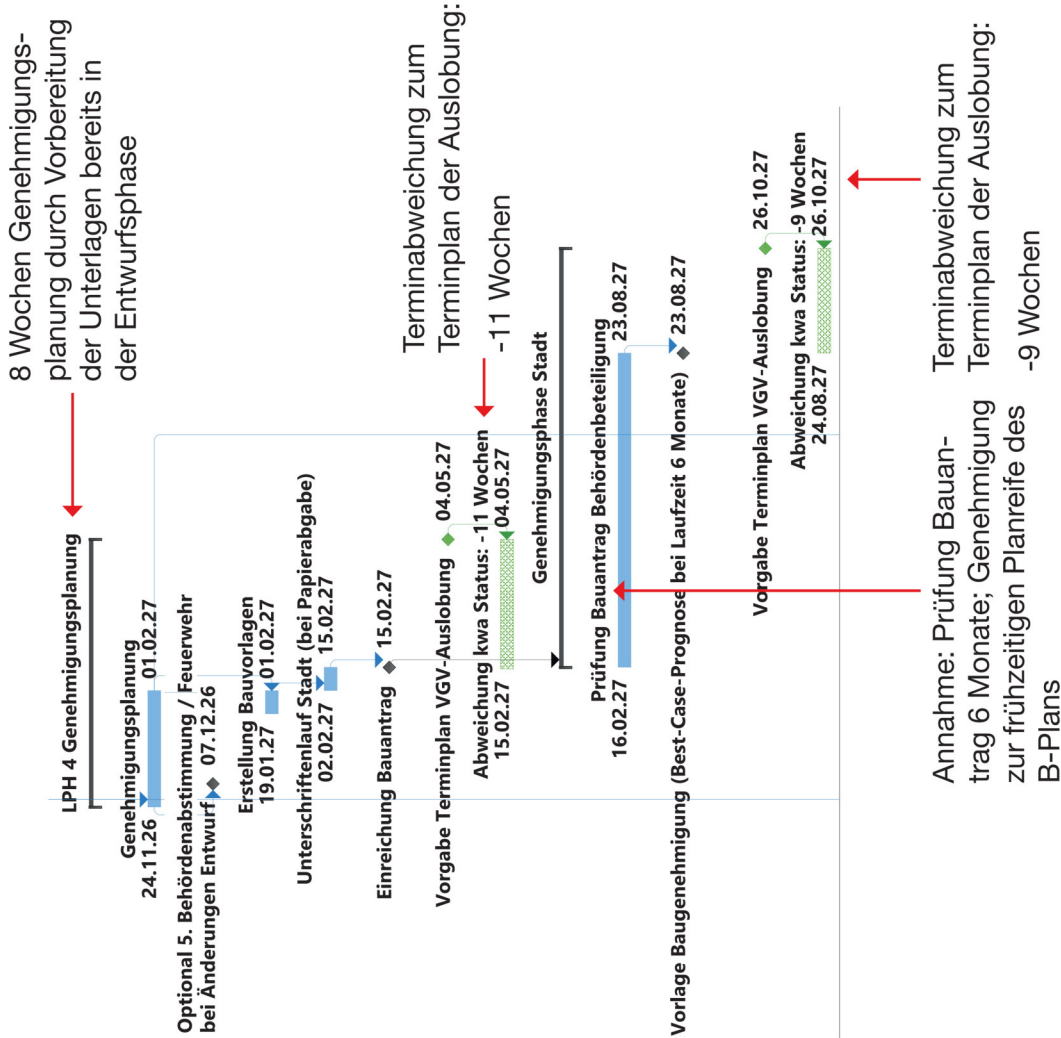 8 Wochen Genehmigungs-
planung durch Vorbereitung
der Unterlagen bereits in
der Entwurfsphase
LPH 4 Genehmigungsplanung
Genehmigungsplanung
24.11.26 01.02.27
Optional 5. Behördenabstimmung / Feuerwehr
bei Änderungen Entwurf 07.12.26
Erstellung Bauvorlagen
19.01.27 01.02.27
Unterschriftenlauf Stadt (bei Papierabgabe)
02.02.27 15.02.27
Einreichung Bauantrag 15.02.27
Vorgabe Terminplan VGV-Auslobung 04.05.27
Abweichung kwa Status: -11 Wochen
15.02.27 04.05.27
Terminabweichung zum
Terminplan der Auslobung:
-11 Wochen
Genehmigungsphase Stadt
Prüfung Bauantrag Behördenbeteiligung
16.02.27 23.08.27
Vorlage Baugenehmigung (Best-Case-Prognose bei Laufzeit 6 Monate) 23.08.27
Vorgabe Terminplan VGV-Auslobung 26.10.27
Abweichung kwa Status: -9 Wochen
24.08.27 26.10.27
Annahme: Prüfung Bauan-
trag 6 Monate; Genehmigung
zur frühzeitigen Planreife des
B-Plans
Terminabweichung zum
Terminplan der Auslobung:
-9 Wochen